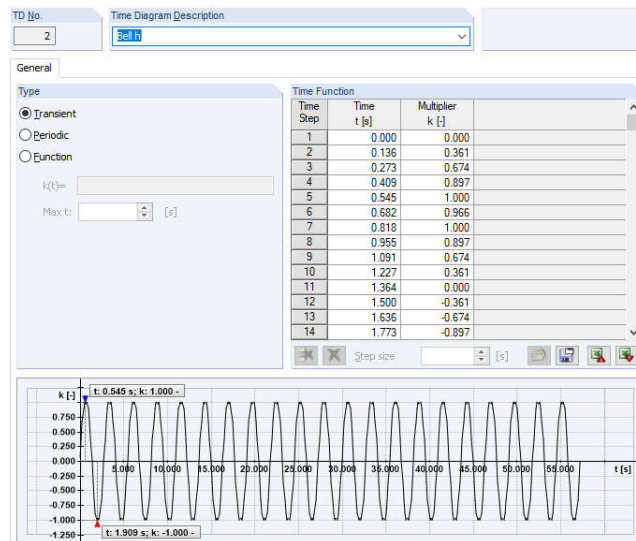 TD No. Time Diagram Description
2 Bell h
General
Type
Transient
Periodic
Function
k(t)=
Max t: [s]
Time Function
Time Step Time t [s] Multiplier k [-]
1 0.000 0.000
2 0.136 0.361
3 0.273 0.674
4 0.409 0.897
5 0.545 1.000
6 0.682 0.966
7 0.818 1.000
8 0.955 0.897
9 1.091 0.674
10 1.227 0.361
11 1.364 0.000
12 1.500 -0.361
13 1.636 -0.674
14 1.773 -0.897
Step size [s]
k [-] t: 0.545 s; k: 1.000 -
0.750
0.500
0.250
0.000 5.000 10.000 15.000 20.000 25.000 30.000 35.000 40.000 45.000 50.000 55.000 t [s]
-0.250
-0.500
-0.750
-1.000
-1.250 t: 1.909 s; k: -1.000 -